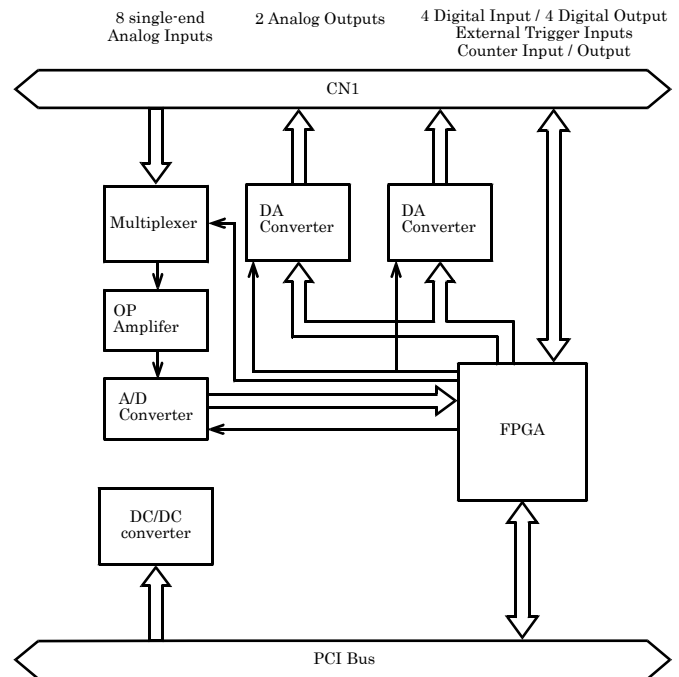 8 single-end
Analog Inputs
2 Analog Outputs
4 Digital Input / 4 Digital Output
External Trigger Inputs
Counter Input / Output
CN1
Multiplexer
DA
Converter
DA
Converter
OP
Amplifer
A/D
Converter
FPGA
DC/DC
converter
PCI Bus